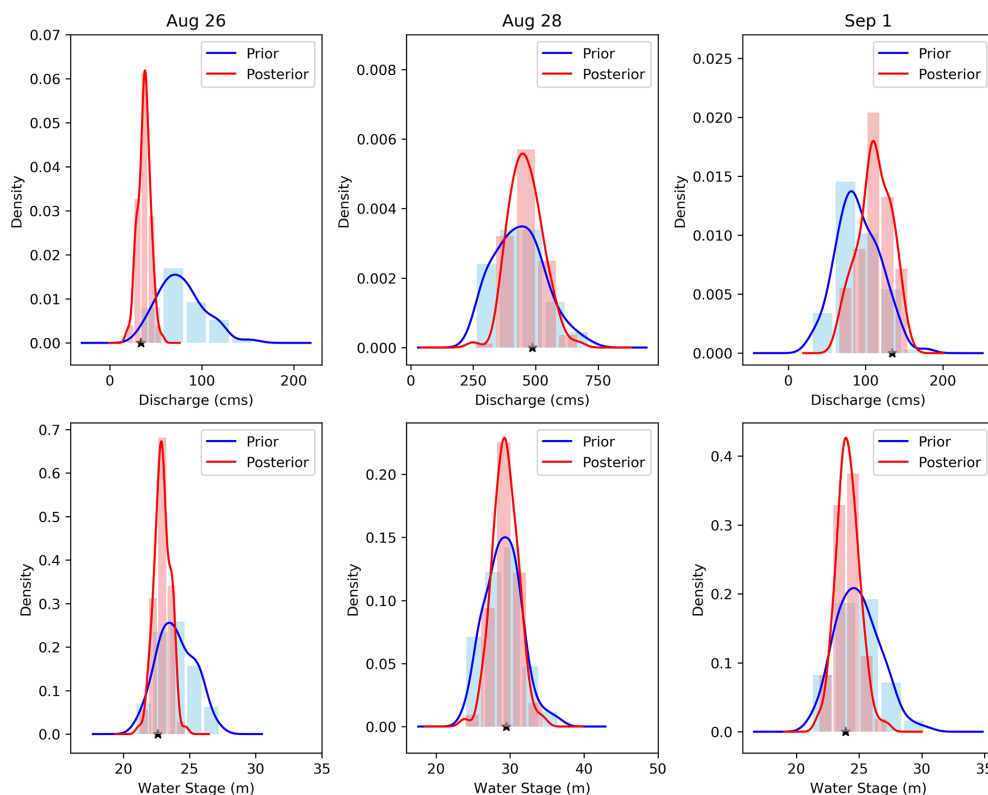 Aug 26
Aug 28
Sep 1
0.07
0.06
0.05
0.04
0.03
0.02
0.01
0.00
Density
Prior
Posterior
0
100
200
Discharge (cms)
0.008
0.006
0.004
0.002
0.000
Density
Prior
Posterior
0
250
500
750
Discharge (cms)
0.025
0.020
0.015
0.010
0.005
0.000
Density
Prior
Posterior
0
100
200
Discharge (cms)
0.7
0.6
0.5
0.4
0.3
0.2
0.1
0.0
Density
Prior
Posterior
20
25
30
35
Water Stage (m)
0.20
0.15
0.10
0.05
0.00
Density
Prior
Posterior
20
30
40
50
Water Stage (m)
0.4
0.3
0.2
0.1
0.0
Density
Prior
Posterior
20
25
30
35
Water Stage (m)